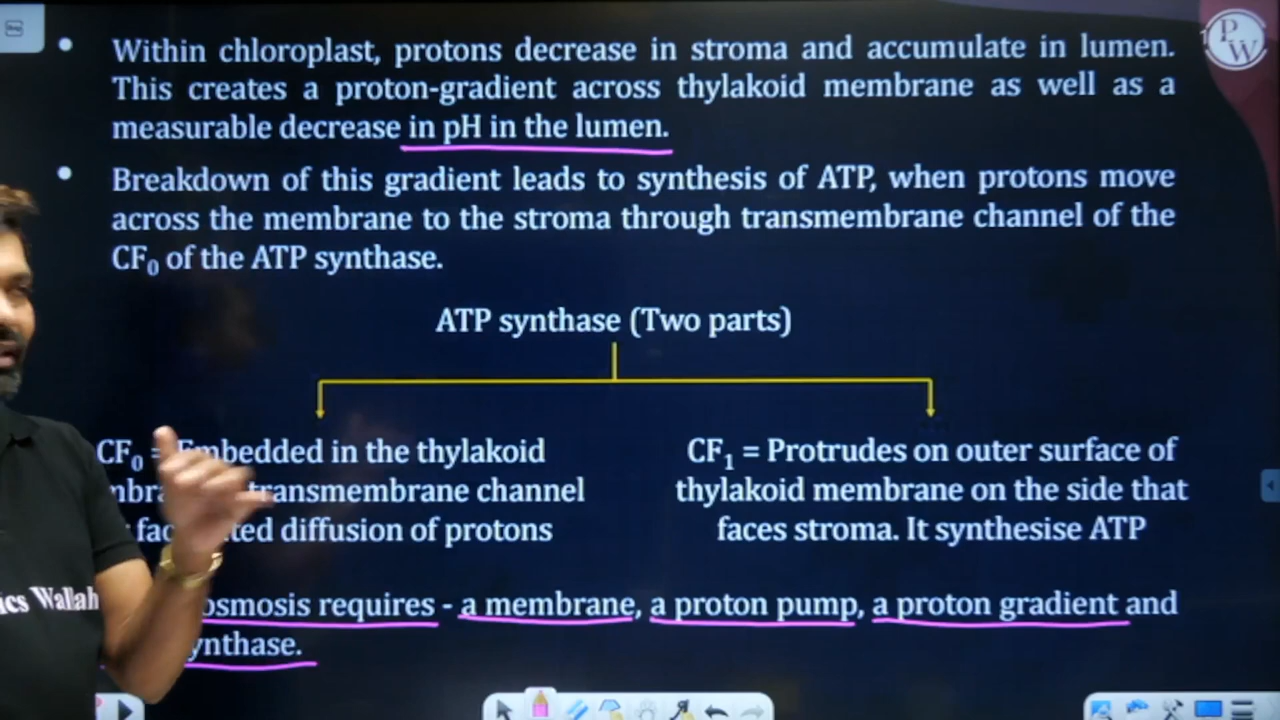 P
W
• Within chloroplast, protons decrease in stroma and accumulate in lumen.
This creates a proton-gradient across thylakoid membrane as well as a
measurable decrease in pH in the lumen.
• Breakdown of this gradient leads to synthesis of ATP, when protons move
across the membrane to the stroma through transmembrane channel of the
CF₀ of the ATP synthase.
ATP synthase (Two parts)
CF₀ = Embedded in the thylakoid
transmembrane channel
diffusion of protons
CF₁ = Protrudes on outer surface of
thylakoid membrane on the side that
faces stroma. It synthesise ATP
osmosis requires - a membrane, a proton pump, a proton gradient and
ynthase.
ics Wallah